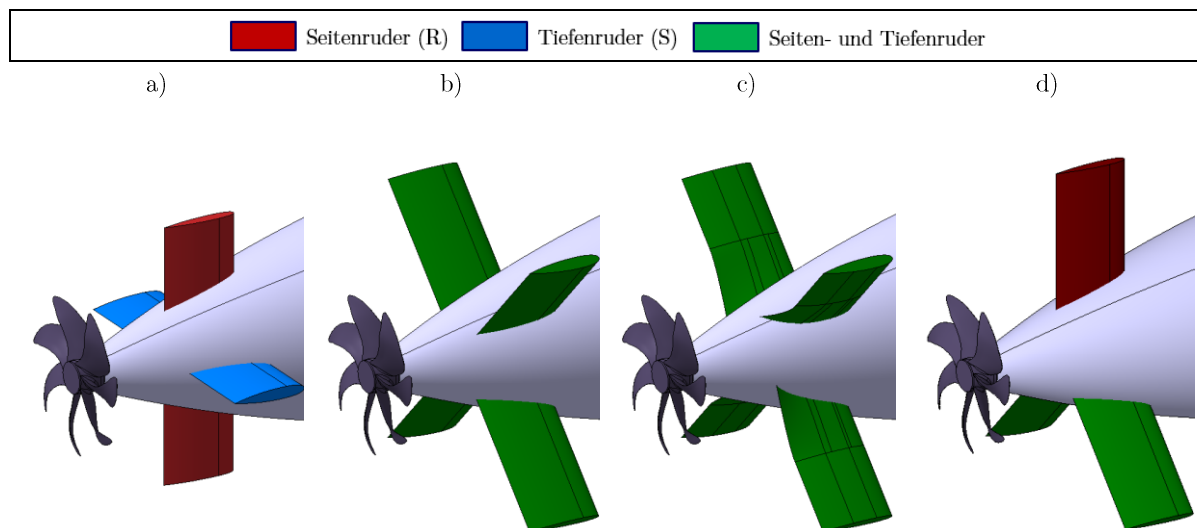 Seitenruder (R) Tiefenruder (S) Seiten- und Tiefenruder
a) b) c) d)